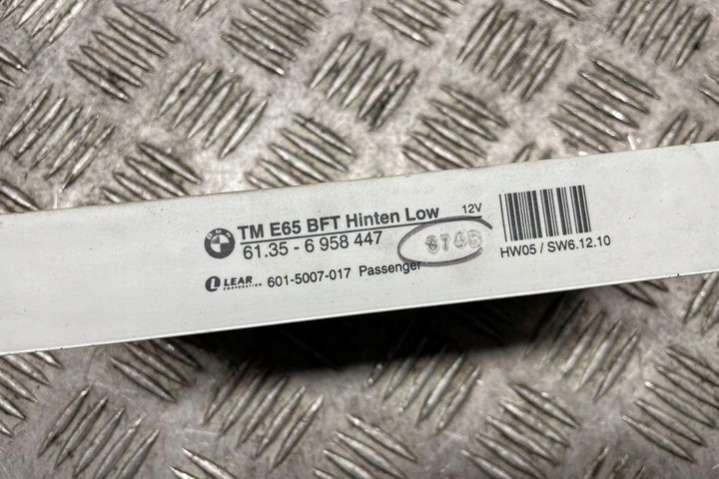 TM E65 BFT Hinten Low 12V
61.35 - 6 958 447
LEAR CORPORATION 601-5007-017 Passenger
HW05 / SW6.12.10